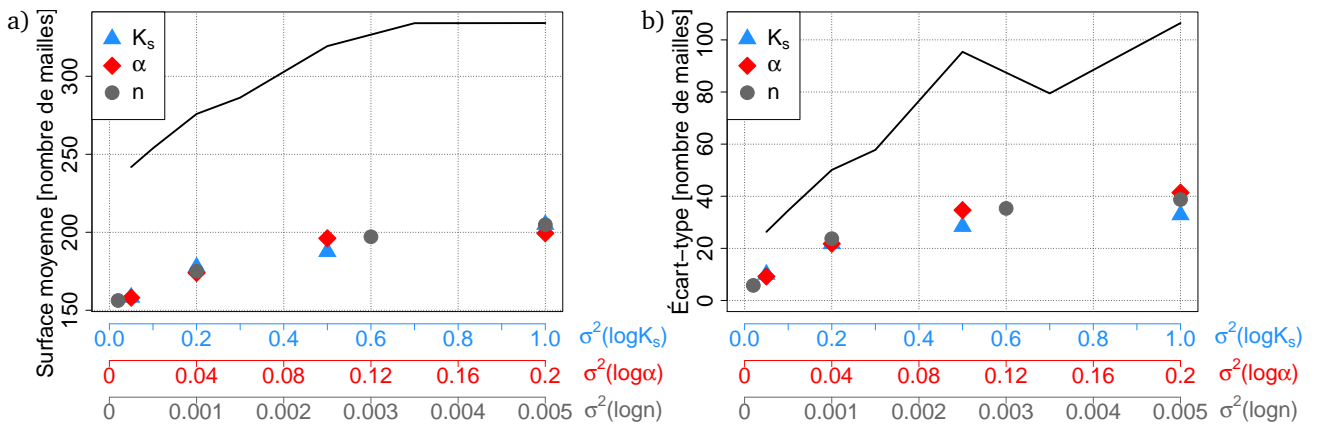 a)
Surface moyenne [nombre de mailles]
300
250
200
150
Ks
α
n
0.0 0.2 0.4 0.6 0.8 1.0 σ²(logKs)
0 0.04 0.08 0.12 0.16 0.2 σ²(logα)
0 0.001 0.002 0.003 0.004 0.005 σ²(logn)
b)
Écart−type [nombre de mailles]
100
80
60
40
20
0
Ks
α
n
0.0 0.2 0.4 0.6 0.8 1.0 σ²(logKs)
0 0.04 0.08 0.12 0.16 0.2 σ²(logα)
0 0.001 0.002 0.003 0.004 0.005 σ²(logn)